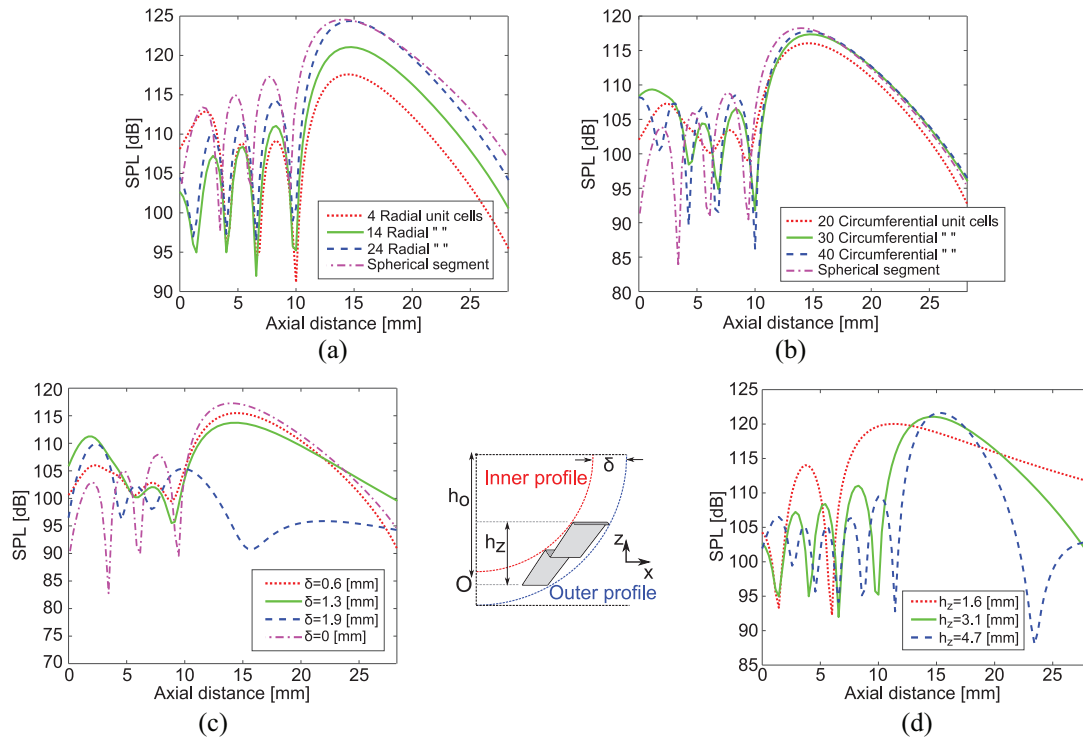 125
120
115
110
105
100
95
90
SPL [dB]
0 5 10 15 20 25
Axial distance [mm]
4 Radial unit cells
14 Radial " "
24 Radial " "
Spherical segment
(a)
120
115
110
105
100
95
90
85
80
SPL [dB]
0 5 10 15 20 25
Axial distance [mm]
20 Circumferential unit cells
30 Circumferential " "
40 Circumferential " "
Spherical segment
(b)
120
115
110
105
100
95
90
85
80
75
70
SPL [dB]
0 5 10 15 20 25
Axial distance [mm]
δ=0.6 [mm]
δ=1.3 [mm]
δ=1.9 [mm]
δ=0 [mm]
(c)
Inner profile
δ
hO
hz
z
x
O
Outer profile
125
120
115
110
105
100
95
90
85
SPL [dB]
0 5 10 15 20 25
Axial distance [mm]
hz=1.6 [mm]
hz=3.1 [mm]
hz=4.7 [mm]
(d)